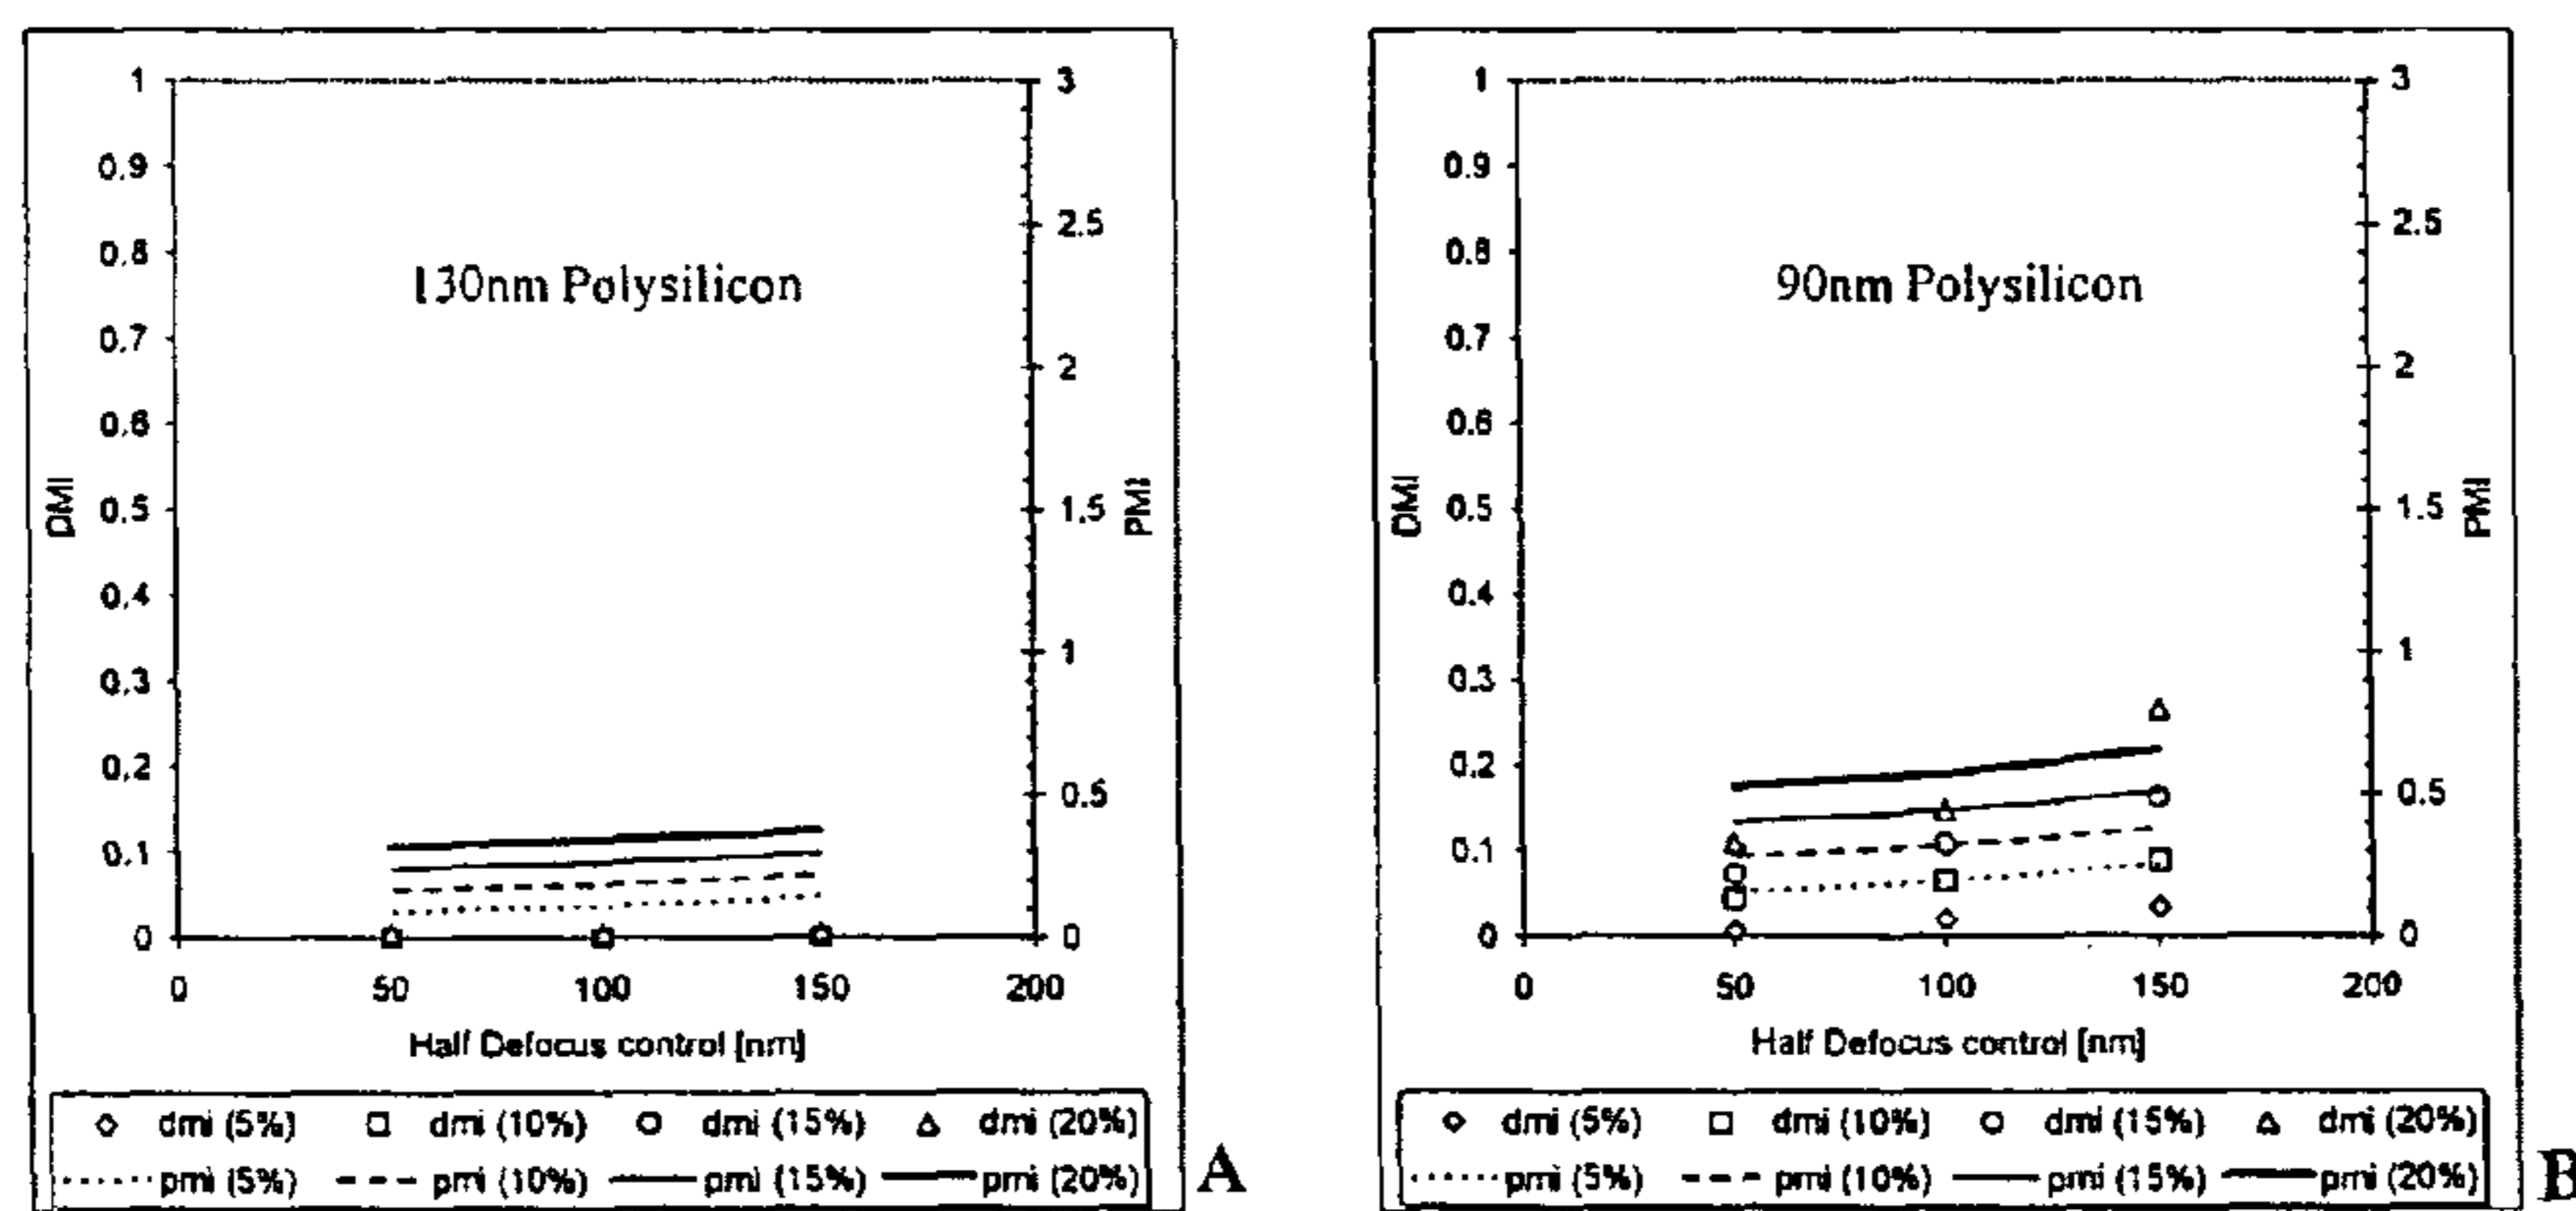 130nm Polysilicon
1
0.9
0.8
0.7
0.6
0.5
0.4
0.3
0.2
0.1
0
DMI
3
2.5
2
1.5
1
0.5
0
PMI
0 50 100 150 200
Half Defocus control [nm]
dmi (5%) dmi (10%) dmi (15%) dmi (20%)
pmi (5%) pmi (10%) pmi (15%) pmi (20%)
A
90nm Polysilicon
1
0.9
0.8
0.7
0.6
0.5
0.4
0.3
0.2
0.1
0
DMI
3
2.5
2
1.5
1
0.5
0
PMI
0 50 100 150 200
Half Defocus control [nm]
dmi (5%) dmi (10%) dmi (15%) dmi (20%)
pmi (5%) pmi (10%) pmi (15%) pmi (20%)
B